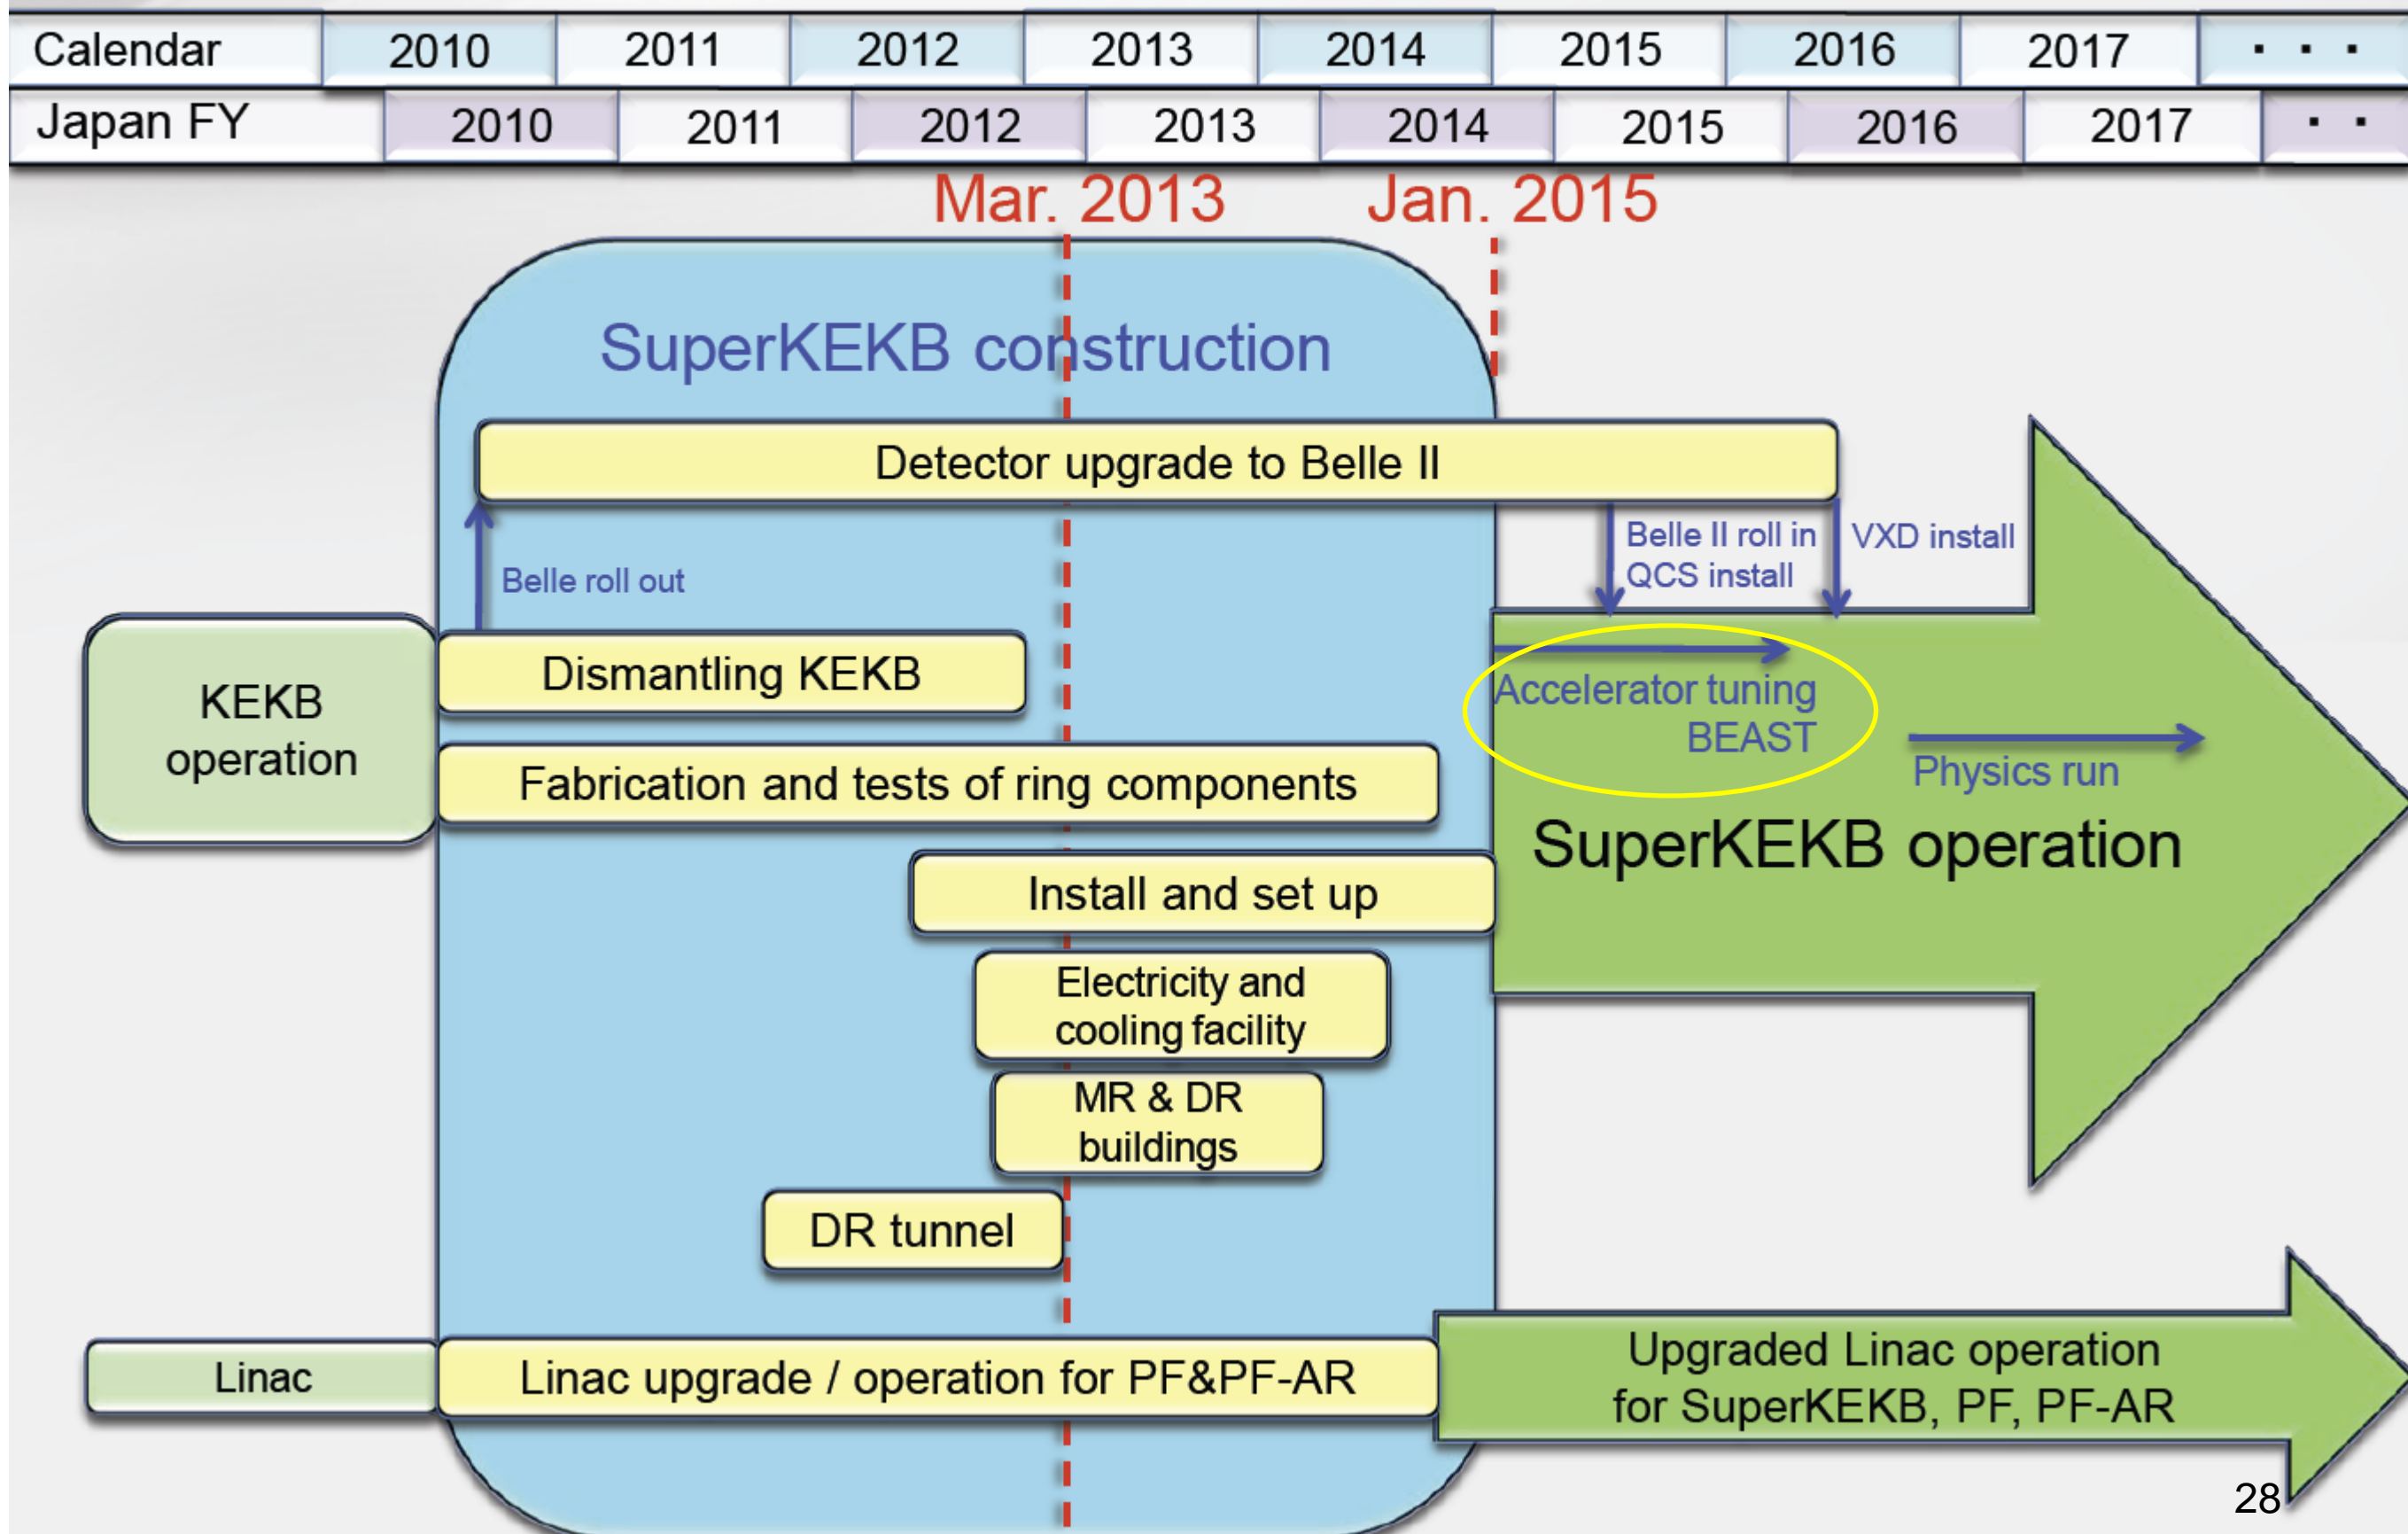 Calendar 2010 2011 2012 2013 2014 2015 2016 2017 · · ·
Japan FY 2010 2011 2012 2013 2014 2015 2016 2017 · ·
Mar. 2013 Jan. 2015
SuperKEKB construction
Detector upgrade to Belle II
Belle roll out
Belle II roll in
QCS install
VXD install
KEKB
operation
Dismantling KEKB
Accelerator tuning
BEAST
Physics run
Fabrication and tests of ring components
SuperKEKB operation
Install and set up
Electricity and
cooling facility
MR & DR
buildings
DR tunnel
Linac
Linac upgrade / operation for PF&PF-AR
Upgraded Linac operation
for SuperKEKB, PF, PF-AR
28